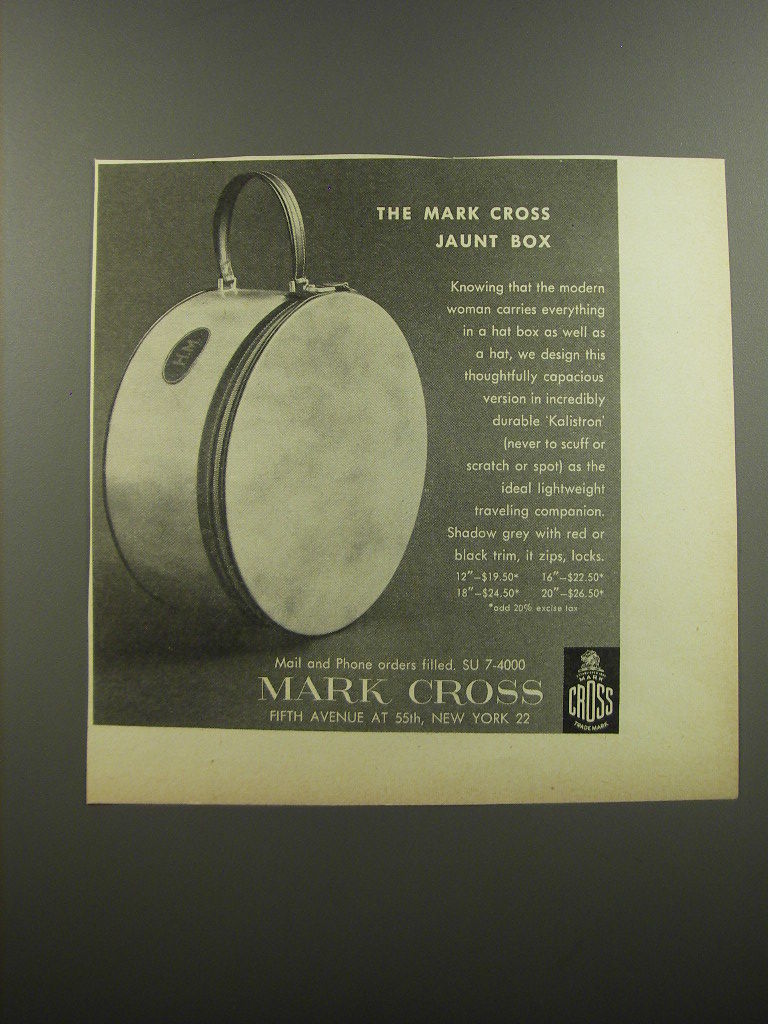 THE MARK CROSS
JAUNT BOX
H.M.
Knowing that the modern
woman carries everything
in a hat box as well as
a hat, we design this
thoughtfully capacious
version in incredibly
durable 'Kalistron'
(never to scuff or
scratch or spot) as the
ideal lightweight
traveling companion.
Shadow grey with red or
black trim, it zips, locks.
12"–$19.50* 16"–$22.50*
18"–$24.50* 20"–$26.50*
*add 20% excise tax
Mail and Phone orders filled. SU 7-4000
MARK CROSS
FIFTH AVENUE AT 55th, NEW YORK 22
MARK
CROSS
TRADE MARK